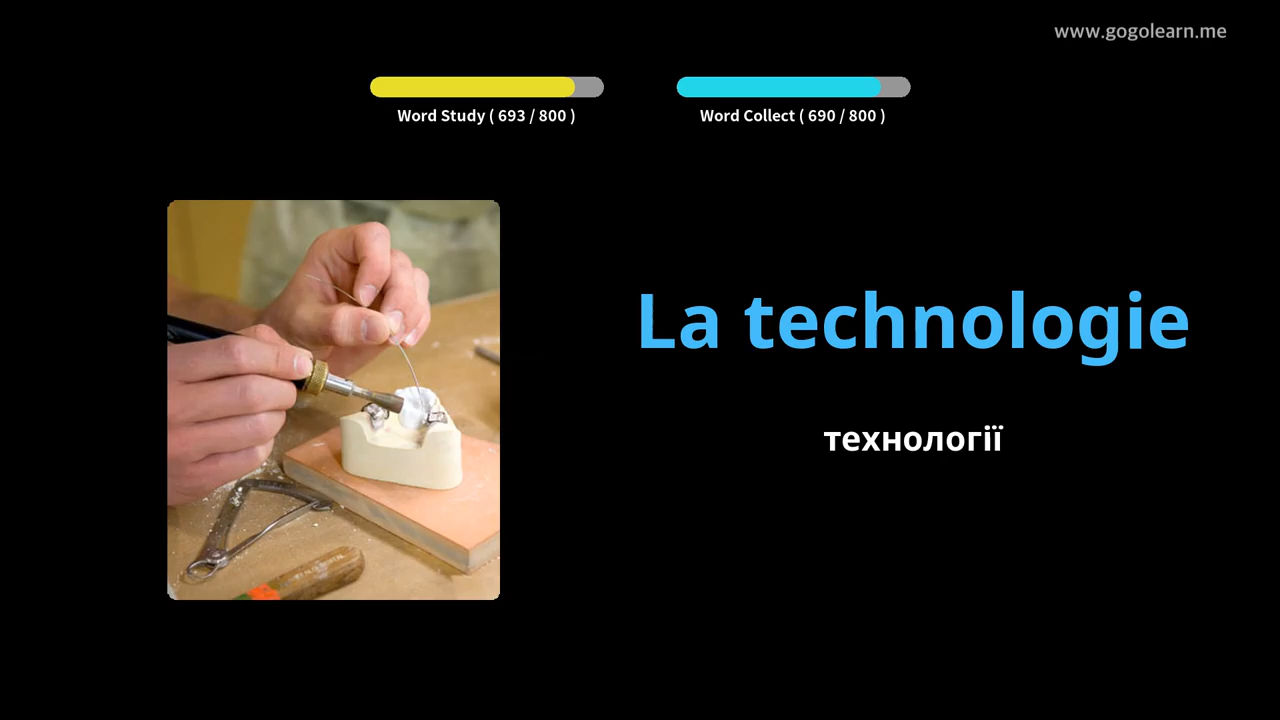 www.gogolearn.me
Word Study ( 693 / 800 )
Word Collect ( 690 / 800 )
La technologie
технології